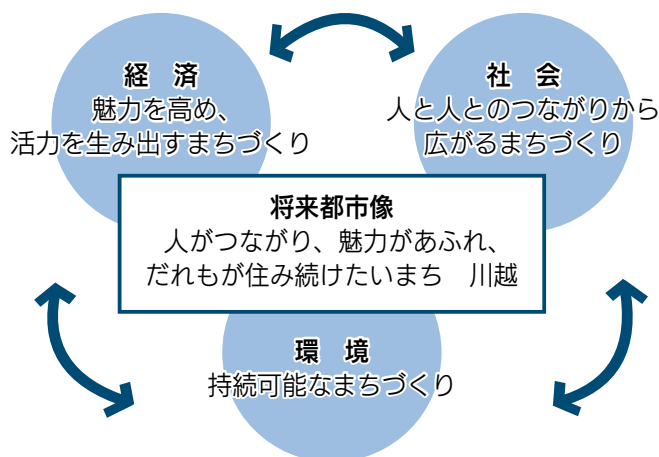 経　済
魅力を高め、
活力を生み出すまちづくり
社　会
人と人とのつながりから
広がるまちづくり
将来都市像
人がつながり、魅力があふれ、
だれもが住み続けたいまち　川越
環　境
持続可能なまちづくり